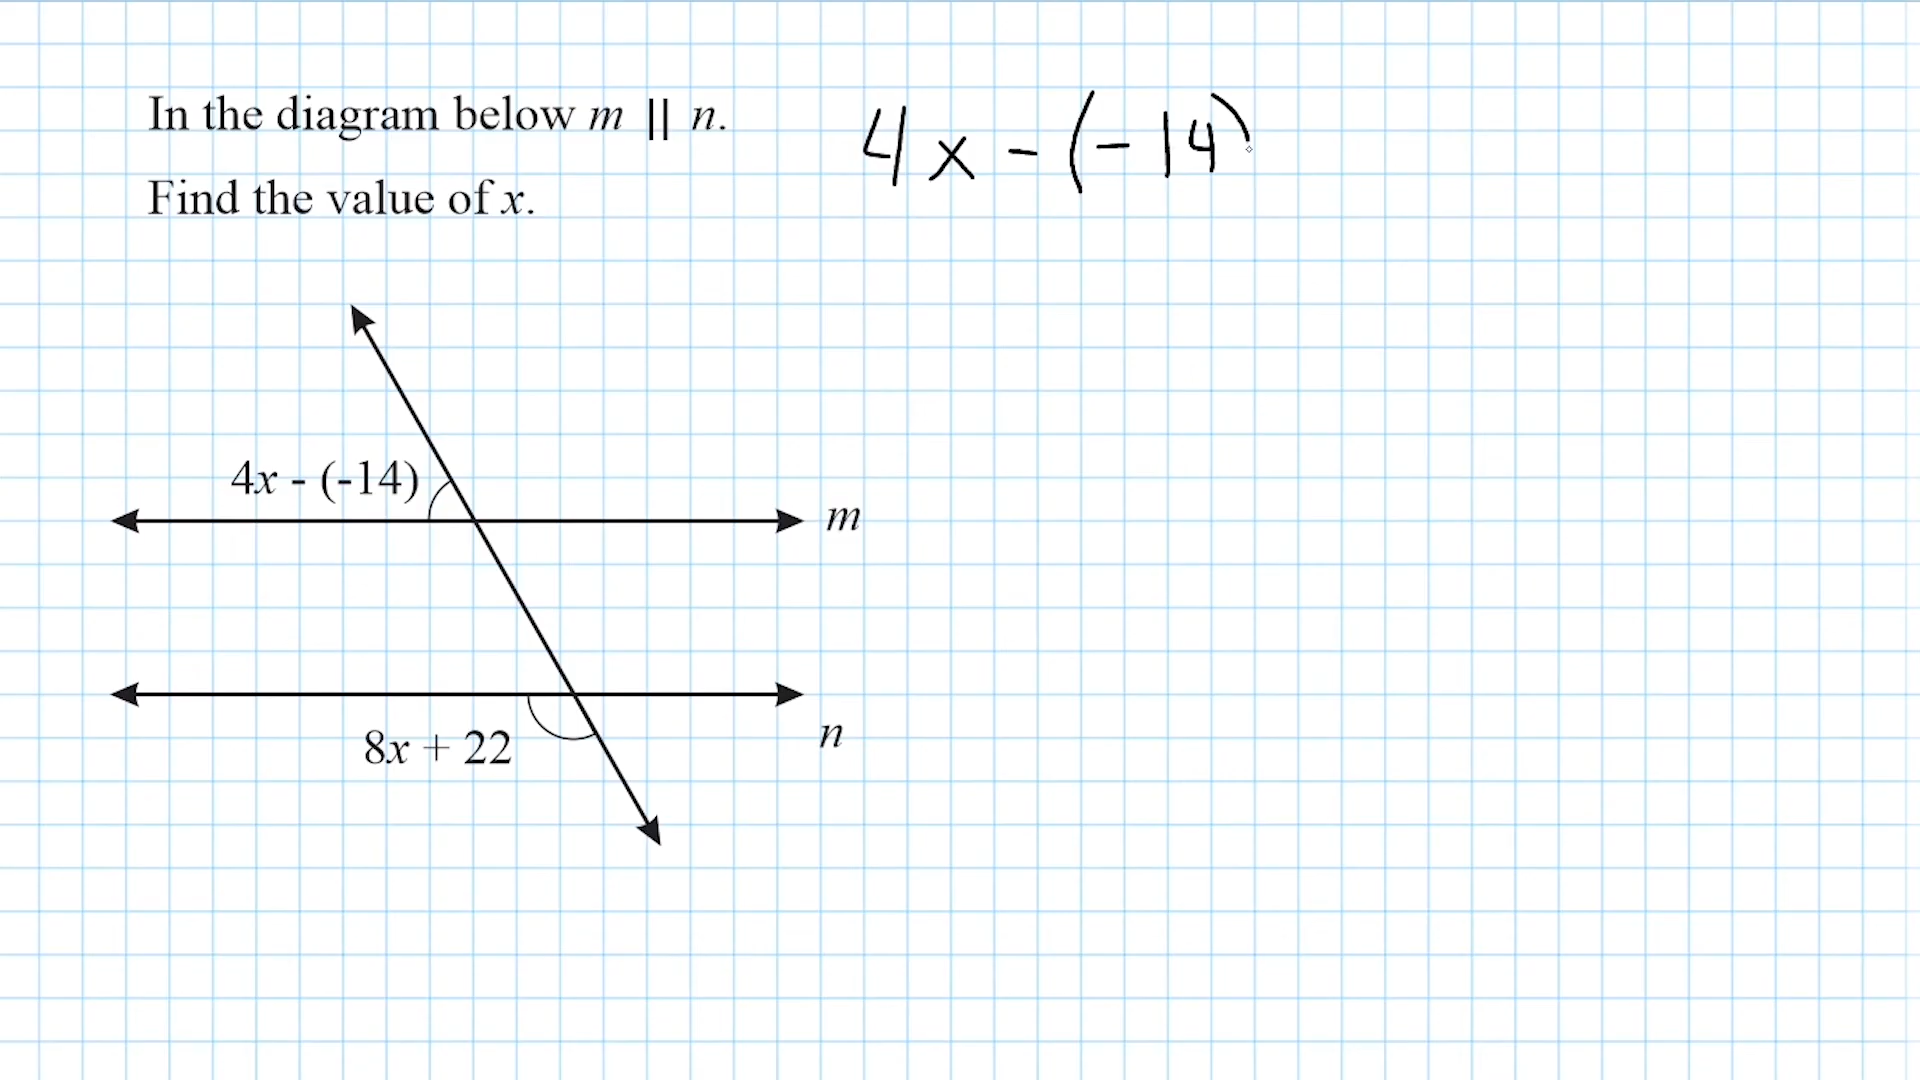 In the diagram below m || n.
Find the value of x.
4x - (-14)
4x - (-14)
m
8x + 22
n